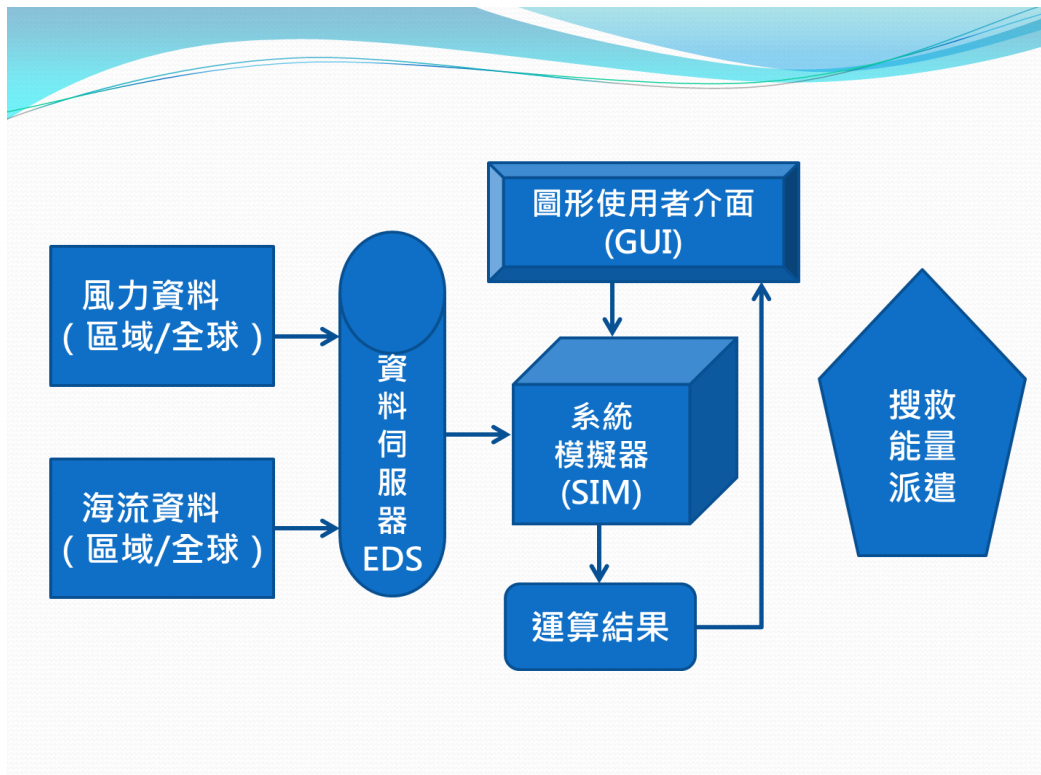 圖形使用者介面
(GUI)
風力資料
(區域/全球)
資
料
伺
服
器
EDS
系統
模擬器
(SIM)
搜救
能量
派遣
海流資料
(區域/全球)
運算結果